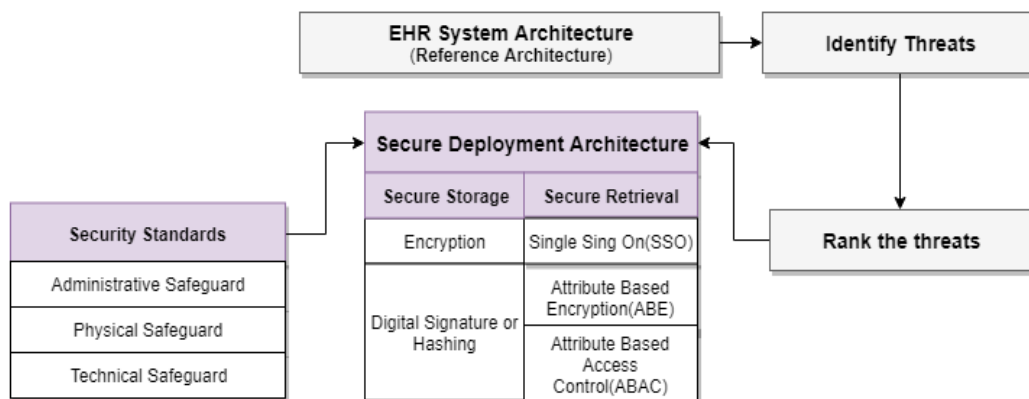 EHR System Architecture
(Reference Architecture)
Identify Threats
Secure Deployment Architecture
Secure Storage
Secure Retrieval
Security Standards
Encryption
Single Sing On(SSO)
Rank the threats
Administrative Safeguard
Physical Safeguard
Technical Safeguard
Digital Signature or
Hashing
Attribute Based
Encryption(ABE)
Attribute Based
Access
Control(ABAC)